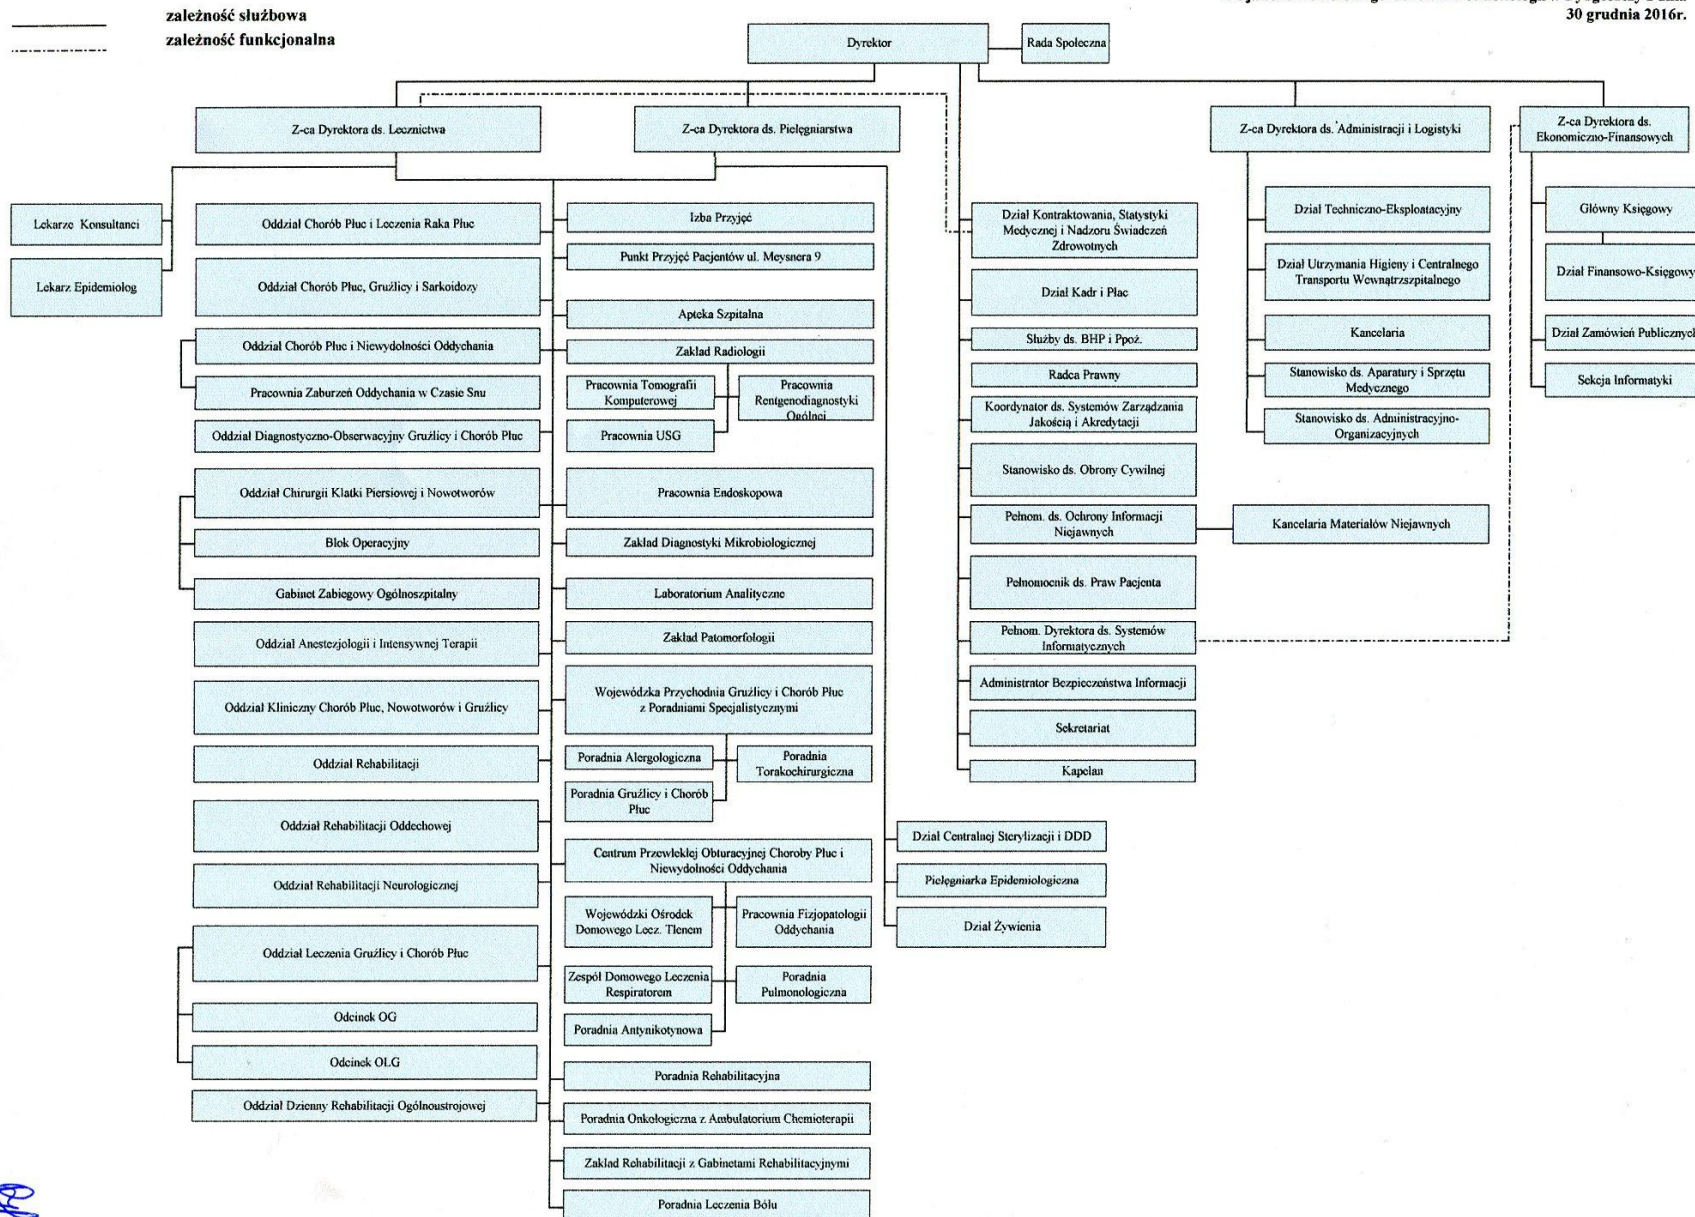 zależność służbowa
zależność funkcjonalna
30 grudnia 2016r.
Dyrektor
Rada Społeczna
Z-ca Dyrektora ds. Lecznictwa
Z-ca Dyrektora ds. Pielęgniarstwa
Z-ca Dyrektora ds. Administracji i Logistyki
Z-ca Dyrektora ds.
Ekonomiczno-Finansowych
Lekarze Konsultanci
Lekarz Epidemiolog
Oddział Chorób Płuc i Leczenia Raka Płuc
Oddział Chorób Płuc, Gruźlicy i Sarkoidozy
Oddział Chorób Płuc i Niewydolności Oddychania
Pracownia Zaburzeń Oddychania w Czasie Snu
Oddział Diagnostyczno-Obserwacyjny Gruźlicy i Chorób Płuc
Oddział Chirurgii Klatki Piersiowej i Nowotworów
Blok Operacyjny
Gabinet Zabiegowy Ogólnoszpitalny
Oddział Anestezjologii i Intensywnej Terapii
Oddział Kliniczny Chorób Płuc, Nowotworów i Gruźlicy
Oddział Rehabilitacji
Oddział Rehabilitacji Oddechowej
Oddział Rehabilitacji Neurologicznej
Oddział Leczenia Gruźlicy i Chorób Płuc
Odcinek OG
Odcinek OLG
Oddział Dzienny Rehabilitacji Ogólnoustrojowej
Izba Przyjęć
Punkt Przyjęć Pacjentów ul. Meysnera 9
Apteka Szpitalna
Zakład Radiologii
Pracownia Tomografii
Komputerowej
Pracownia
Rentgenodiagnostyki
Ogólnej
Pracownia USG
Pracownia Endoskopowa
Zakład Diagnostyki Mikrobiologicznej
Laboratorium Analityczne
Zakład Patomorfologii
Wojewódzka Przychodnia Gruźlicy i Chorób Płuc
z Poradniami Specjalistycznymi
Poradnia Alergologiczna
Poradnia
Torakochirurgiczna
Poradnia Gruźlicy i Chorób
Płuc
Centrum Przewlekłej Obturacyjnej Choroby Płuc i
Niewydolności Oddychania
Wojewódzki Ośrodek
Domowego Lecz. Tlenem
Pracownia Fizjopatologii
Oddychania
Zespół Domowego Leczenia
Respiratorem
Poradnia
Pulmonologiczna
Poradnia Antynikotynowa
Poradnia Rehabilitacyjna
Poradnia Onkologiczna z Ambulatorium Chemioterapii
Zakład Rehabilitacji z Gabinetami Rehabilitacyjnymi
Poradnia Leczenia Bólu
Dział Centralnej Sterylizacji i DDD
Pielęgniarka Epidemiologiczna
Dział Żywienia
Dział Kontraktowania, Statystyki
Medycznej i Nadzoru Świadczeń
Zdrowotnych
Dział Kadr i Płac
Służby ds. BHP i Ppoż.
Radca Prawny
Koordynator ds. Systemów Zarządzania
Jakością i Akredytacji
Stanowisko ds. Obrony Cywilnej
Pełnom. ds. Ochrony Informacji
Niejawnych
Kancelaria Materiałów Niejawnych
Pełnomocnik ds. Praw Pacjenta
Pełnom. Dyrektora ds. Systemów
Informatycznych
Administrator Bezpieczeństwa Informacji
Sekretariat
Kapelan
Dział Techniczno-Eksploatacyjny
Dział Utrzymania Higieny i Centralnego
Transportu Wewnątrzszpitalnego
Kancelaria
Stanowisko ds. Aparatury i Sprzętu
Medycznego
Stanowisko ds. Administracyjno-
Organizacyjnych
Główny Księgowy
Dział Finansowo-Księgowy
Dział Zamówień Publicznych
Sekcja Informatyki